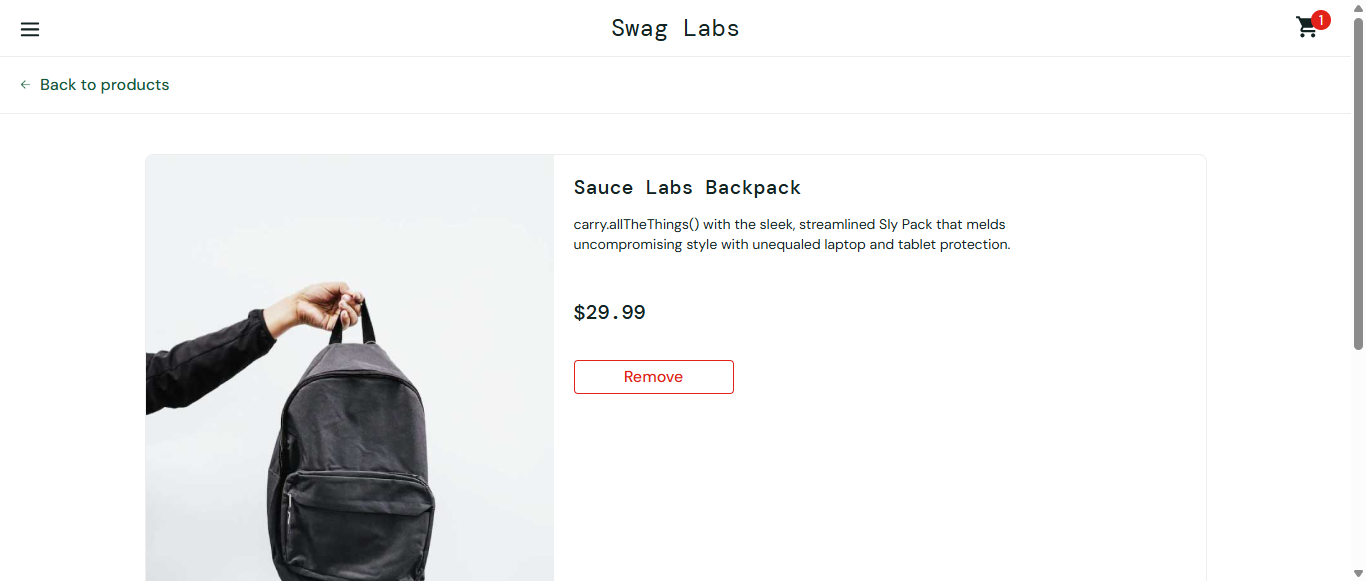 Swag Labs
1
Back to products
Sauce Labs Backpack
carry.allTheThings() with the sleek, streamlined Sly Pack that melds
uncompromising style with unequaled laptop and tablet protection.
$29.99
Remove